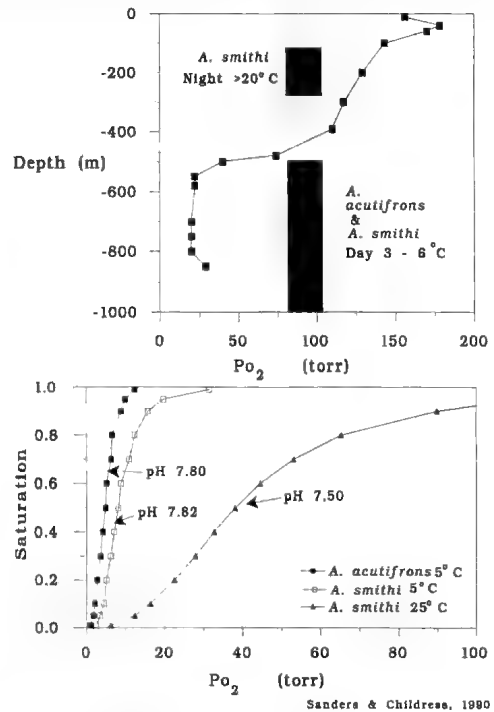 0
A. smithi
Night >20°C
-200
-400
Depth (m)
-600
A.
acutifrons
&
A. smithi
Day 3 - 6 °C
-800
-1000
0 50 100 150 200
Po2 (torr)
1.0
0.8
pH 7.80
0.6
pH 7.50
pH 7.82
Saturation
0.4
0.2
A. acutifrons 5°C
A. smithi 5°C
A. smithi 25°C
0.0
0 20 40 60 80 100
Po2 (torr)
Sanders & Childress, 1990